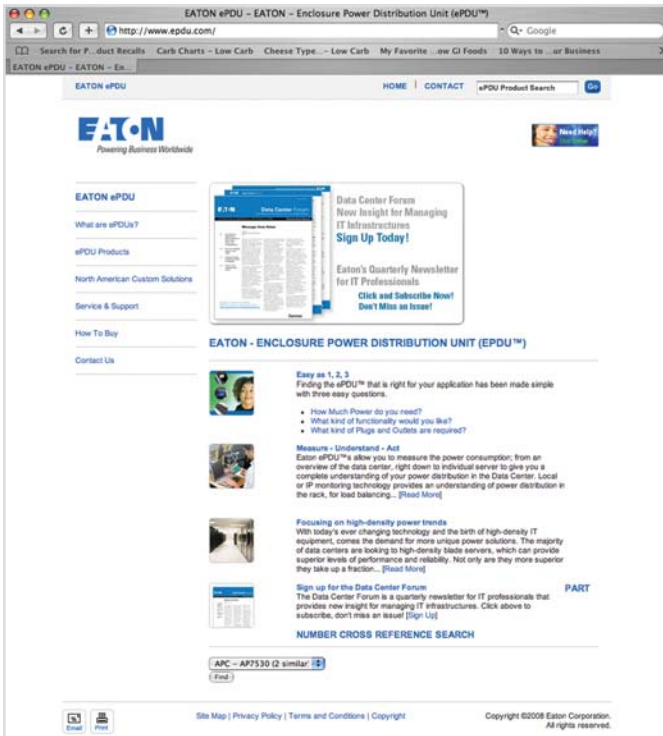 EATON ePDU – EATON – Enclosure Power Distribution Unit (ePDU™)
http://www.epdu.com/
Google
Search for P...duct Recalls Carb Charts – Low Carb Cheese Type...– Low Carb My Favorite ...ow GI Foods 10 Ways to ...ur Business
EATON ePDU – EATON – En...
EATON ePDU HOME | CONTACT ePDU Product Search Go
EATON
Powering Business Worldwide
Need Help?
EATON ePDU
What are ePDUs?
ePDU Products
North American Custom Solutions
Service & Support
How To Buy
Contact Us
EATON
Data Center Forum
Data Center Forum
New Insight for Managing
IT Infrastructures
Sign Up Today!
Eaton's Quarterly Newsletter
for IT Professionals
Click and Subscribe Now!
Don't Miss an Issue!
EATON - ENCLOSURE POWER DISTRIBUTION UNIT (EPDU™)
Easy as 1, 2, 3
Finding the ePDU™ that is right for your application has been made simple
with three easy questions.
• How Much Power do you need?
• What kind of functionality would you like?
• What kind of Plugs and Outlets are required?
Measure - Understand - Act
Eaton ePDU™s allow you to measure the power consumption; from an
overview of the data center, right down to individual server to give you a
complete understanding of your power distribution in the Data Center. Local
or IP monitoring technology provides an understanding of power distribution in
the rack, for load balancing... [Read More]
Focusing on high-density power trends
With today's ever changing technology and the birth of high-density IT
equipment, comes the demand for more unique power solutions. The majority
of data centers are looking to high-density blade servers, which can provide
superior levels of performance and reliability. Not only are they more superior
they take up a fraction... [Read More]
Sign up for the Data Center Forum
PART
The Data Center Forum is a quarterly newsletter for IT professionals that
provides new insight for managing IT infrastructures. Click above to
subscribe, don't miss an issue! [Sign Up]
NUMBER CROSS REFERENCE SEARCH
APC – AP7530 (2 similar)
Find
Email Print
Site Map | Privacy Policy | Terms and Conditions | Copyright
Copyright ©2008 Eaton Corporation.
All rights reserved.